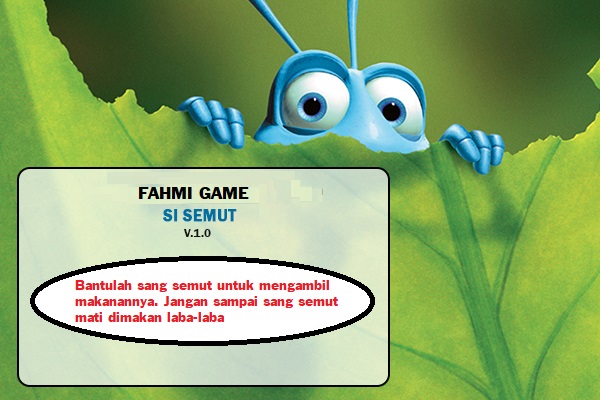 FAHMI GAME
SI SEMUT
V.1.0
Bantulah sang semut untuk mengambil
makanannya. Jangan sampai sang semut
mati dimakan laba-laba